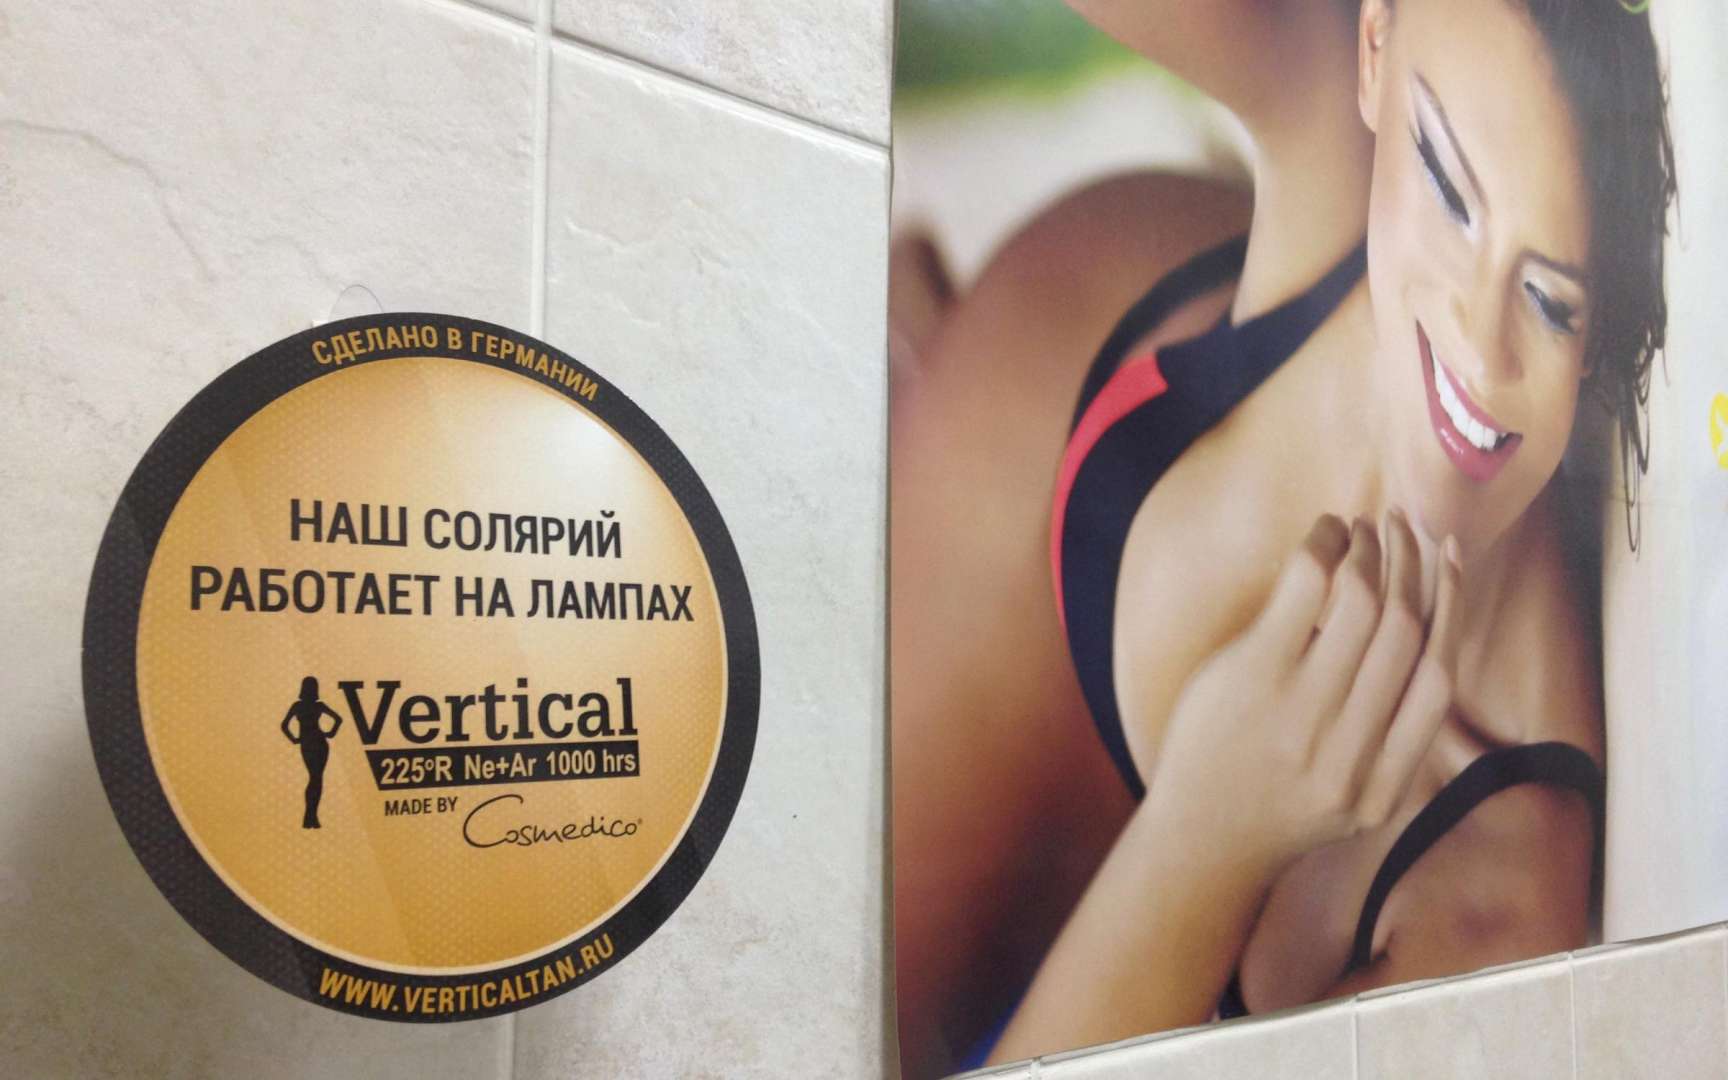 СДЕЛАНО В ГЕРМАНИИ
НАШ СОЛЯРИЙ
РАБОТАЕТ НА ЛАМПАХ
Vertical
225°R Ne+Ar 1000 hrs
MADE BY
Cosmedico®
WWW.VERTICALTAN.RU